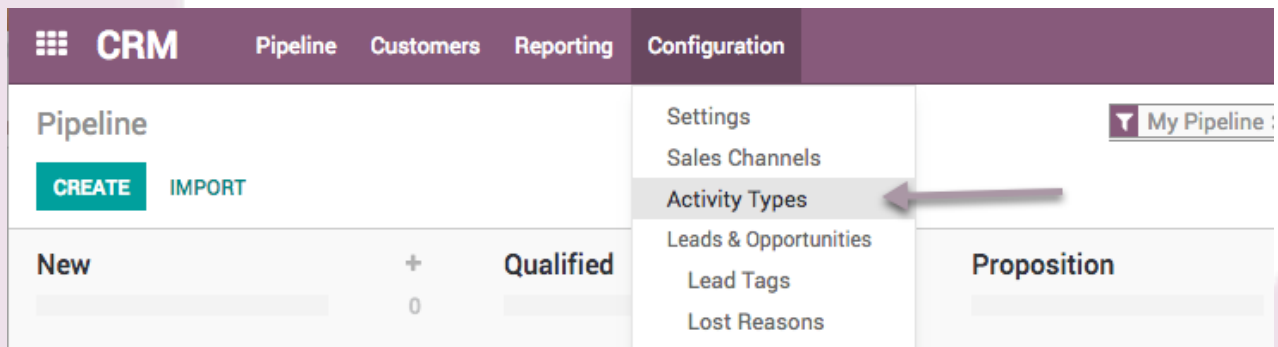 CRM Pipeline Customers Reporting Configuration
Pipeline
CREATE IMPORT
Settings
Sales Channels
Activity Types
Leads & Opportunities
Lead Tags
Lost Reasons
My Pipeline
New + Qualified Proposition
0